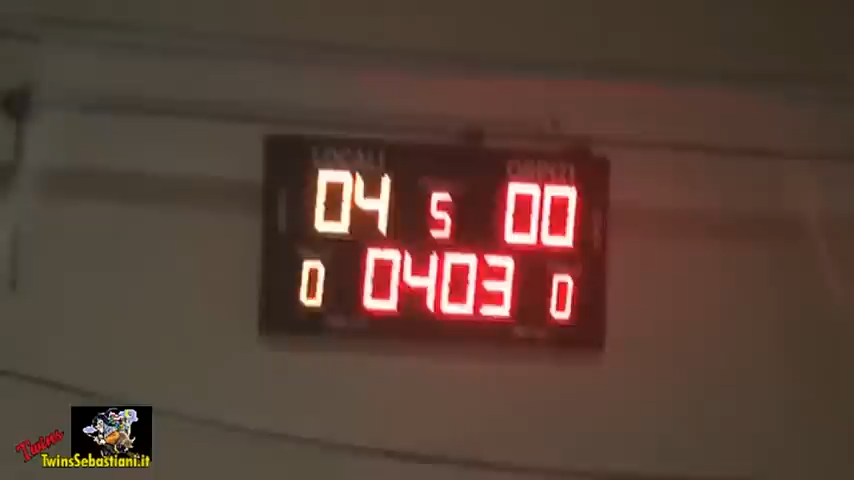 LOCALI OSPITI
04 5 00
0 0403 0
Twins
TwinsSebastiani.it